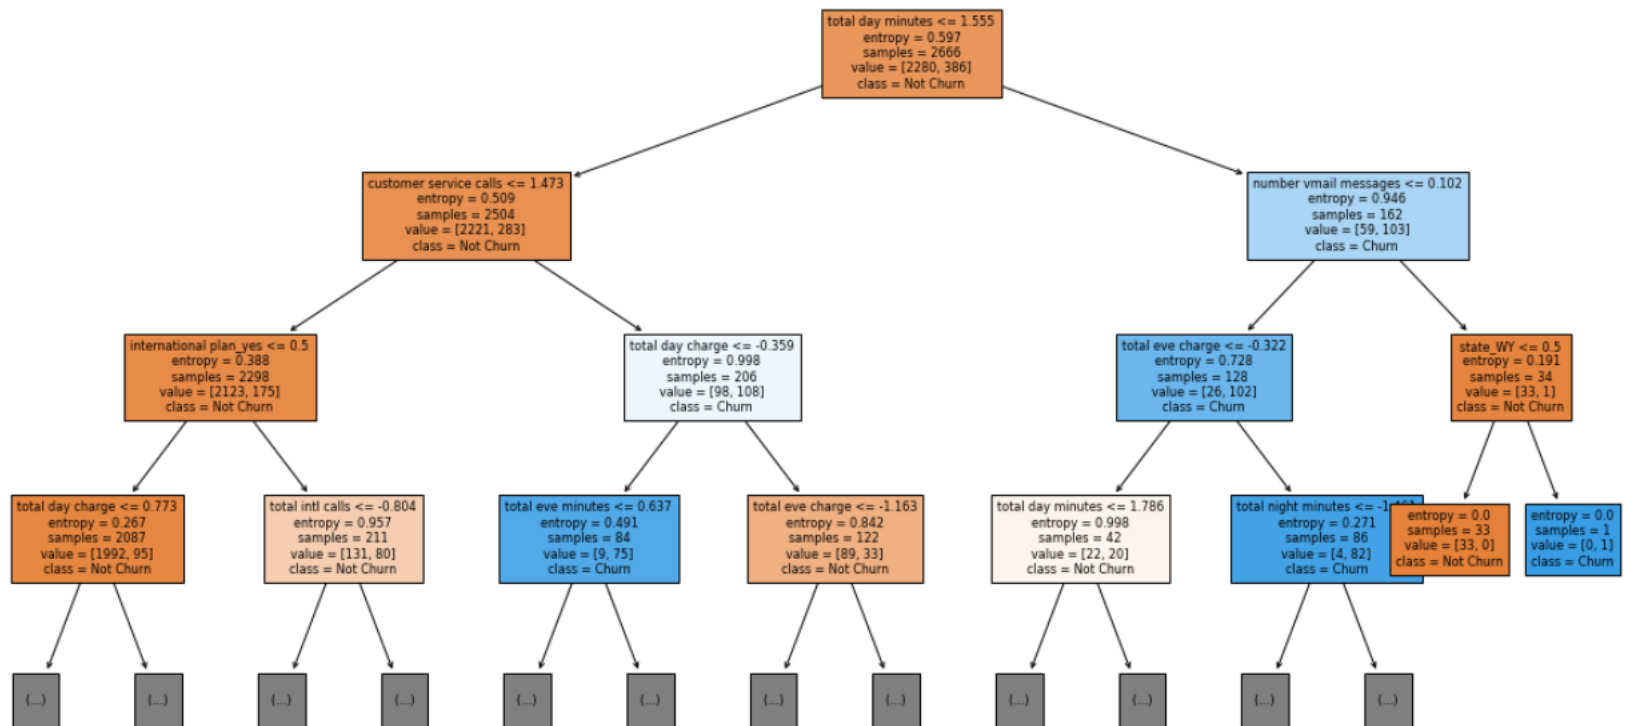 total day minutes <= 1.555
entropy = 0.597
samples = 2666
value = [2280, 386]
class = Not Churn
customer service calls <= 1.473
entropy = 0.509
samples = 2504
value = [2221, 283]
class = Not Churn
number vmail messages <= 0.102
entropy = 0.946
samples = 162
value = [59, 103]
class = Churn
international plan_yes <= 0.5
entropy = 0.388
samples = 2298
value = [2123, 175]
class = Not Churn
total day charge <= -0.359
entropy = 0.998
samples = 206
value = [98, 108]
class = Churn
total eve charge <= -0.322
entropy = 0.728
samples = 128
value = [26, 102]
class = Churn
state_WY <= 0.5
entropy = 0.191
samples = 34
value = [33, 1]
class = Not Churn
total day charge <= 0.773
entropy = 0.267
samples = 2087
value = [1992, 95]
class = Not Churn
total intl calls <= -0.804
entropy = 0.957
samples = 211
value = [131, 80]
class = Not Churn
total eve minutes <= 0.637
entropy = 0.491
samples = 84
value = [9, 75]
class = Churn
total eve charge <= -1.163
entropy = 0.842
samples = 122
value = [89, 33]
class = Not Churn
total day minutes <= 1.786
entropy = 0.998
samples = 42
value = [22, 20]
class = Not Churn
total night minutes <=
entropy = 0.271
samples = 86
value = [4, 82]
class = Churn
entropy = 0.0
samples = 33
value = [33, 0]
class = Not Churn
entropy = 0.0
samples = 1
value = [0, 1]
class = Churn
(...)
(...)
(...)
(...)
(...)
(...)
(...)
(...)
(...)
(...)
(...)
(...)